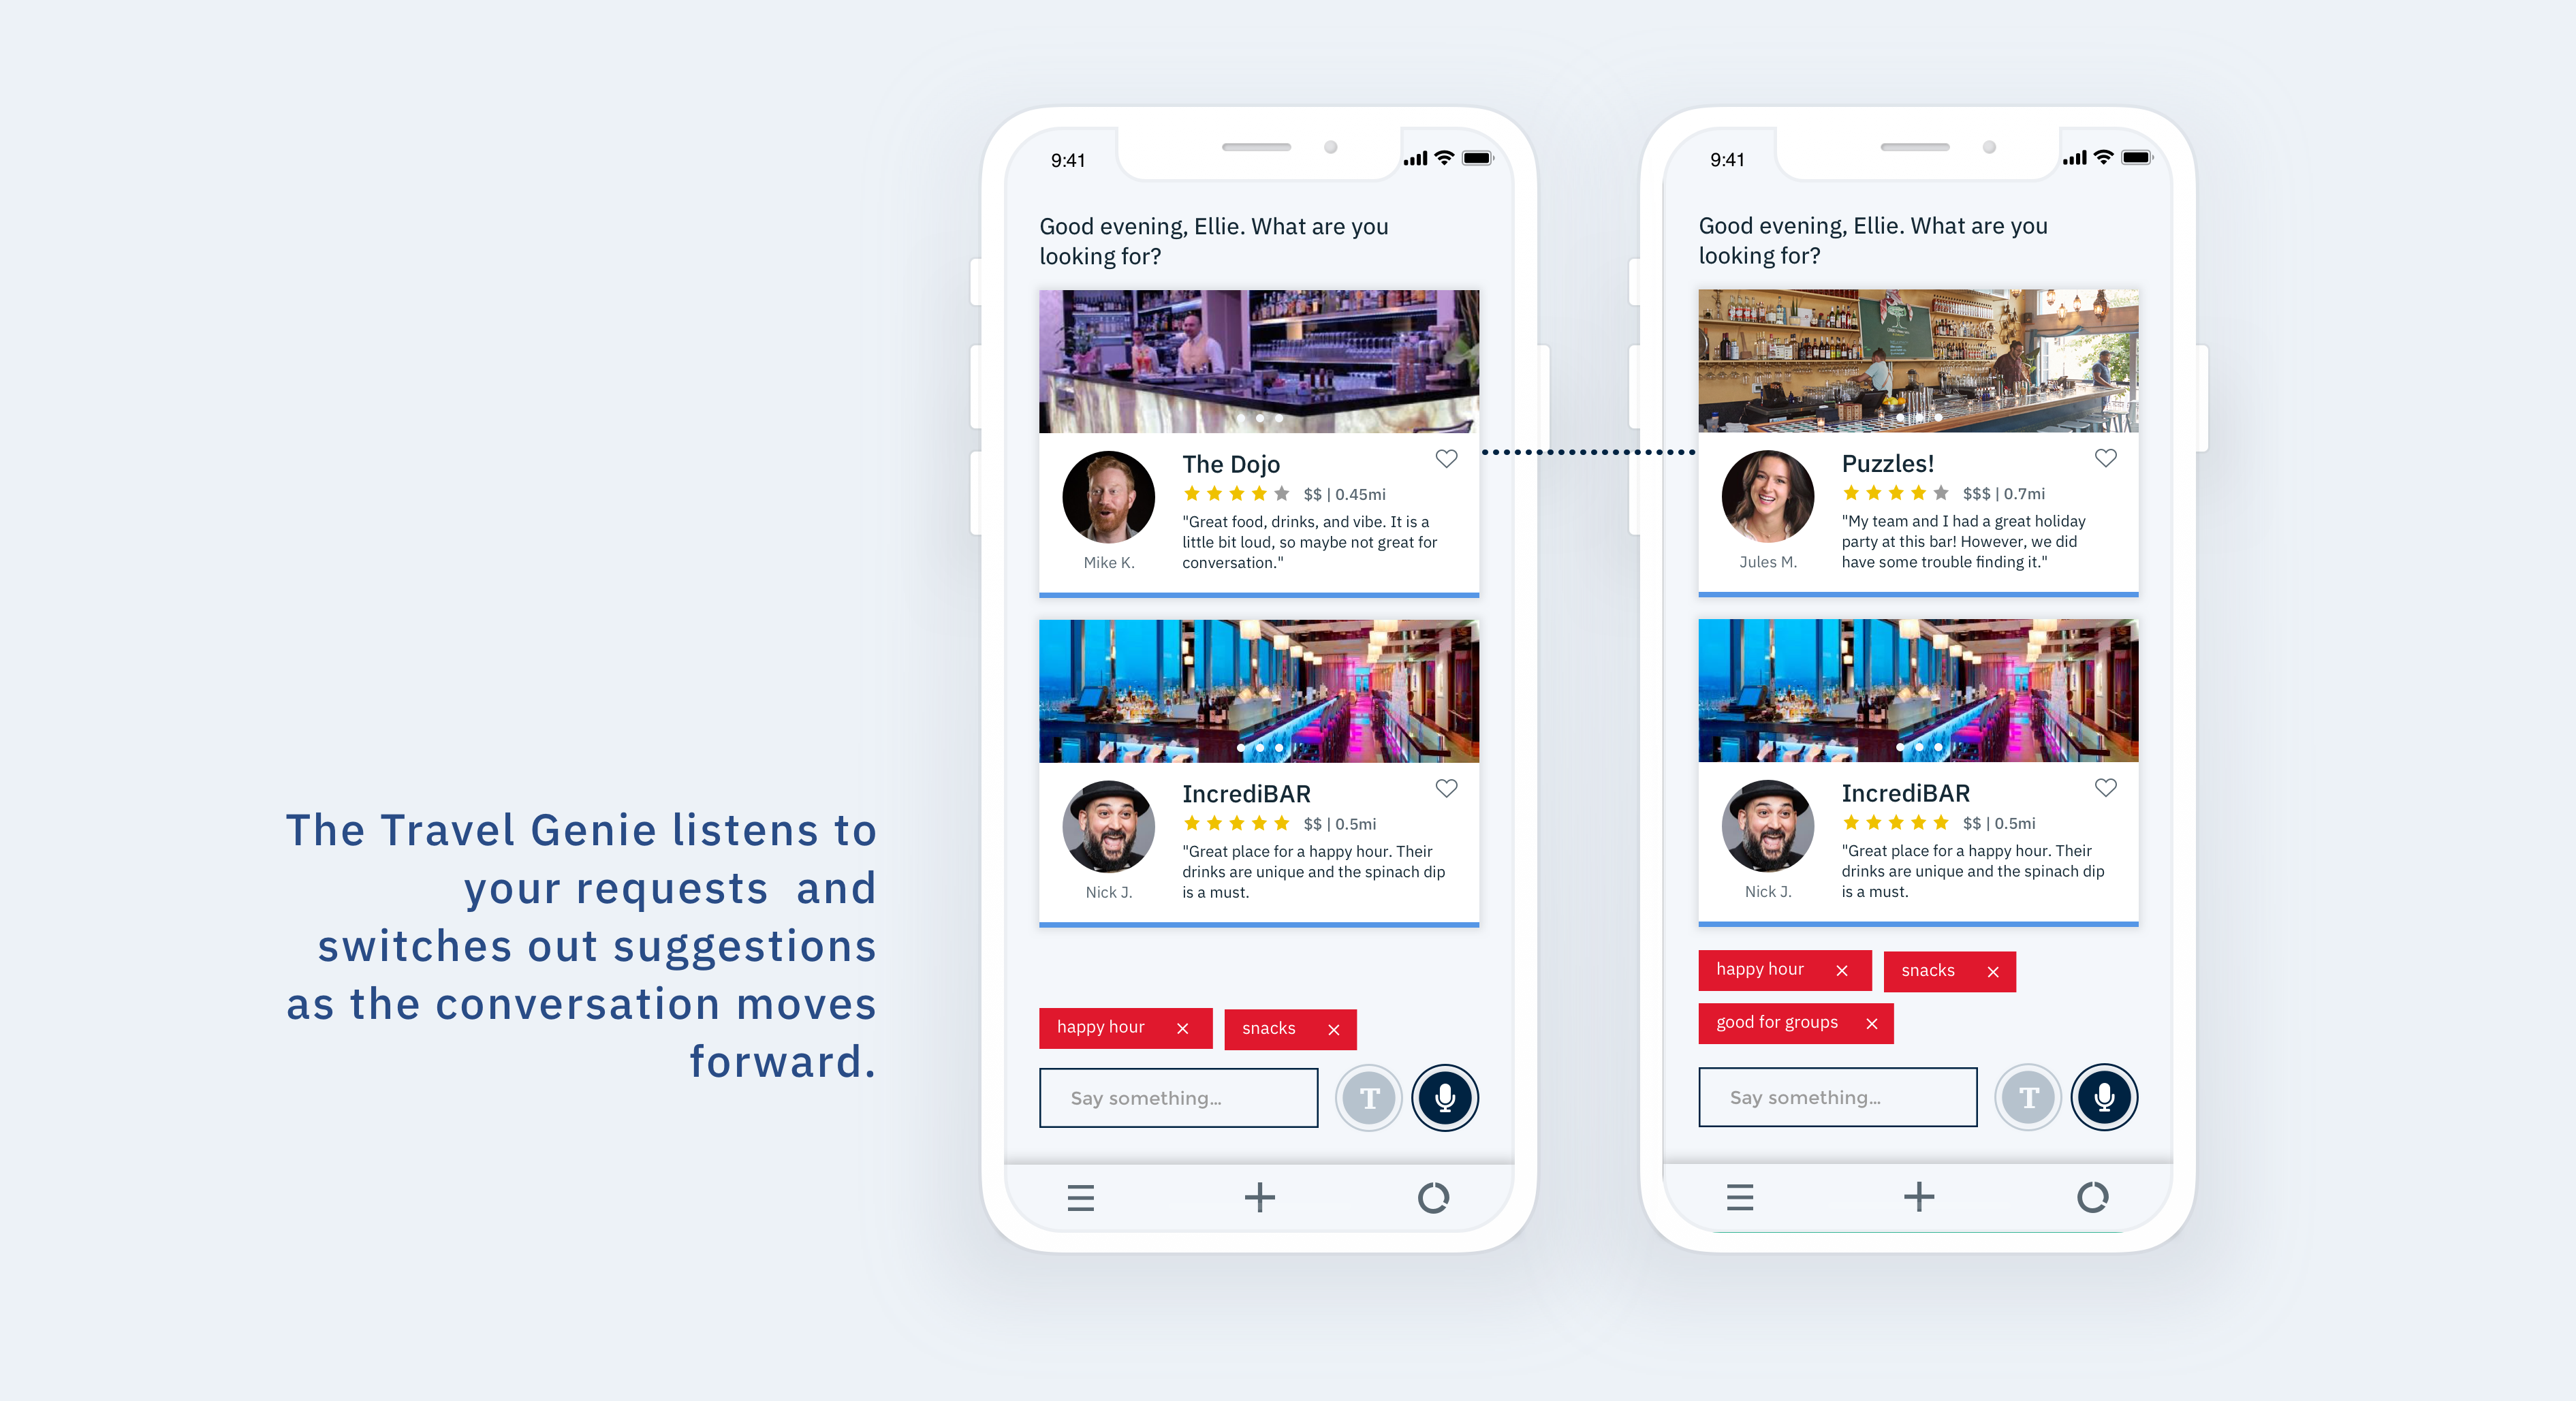 The Travel Genie listens to
your requests  and
switches out suggestions
as the conversation moves
forward.
9:41
Good evening, Ellie. What are you
looking for?
The Dojo
$$ | 0.45mi
"Great food, drinks, and vibe. It is a
little bit loud, so maybe not great for
conversation."
Mike K.
IncrediBAR
$$ | 0.5mi
"Great place for a happy hour. Their
drinks are unique and the spinach dip
is a must.
Nick J.
happy hour
snacks
Say something...
T
9:41
Good evening, Ellie. What are you
looking for?
Puzzles!
$$$ | 0.7mi
"My team and I had a great holiday
party at this bar! However, we did
have some trouble finding it."
Jules M.
IncrediBAR
$$ | 0.5mi
"Great place for a happy hour. Their
drinks are unique and the spinach dip
is a must.
Nick J.
happy hour
snacks
good for groups
Say something...
T